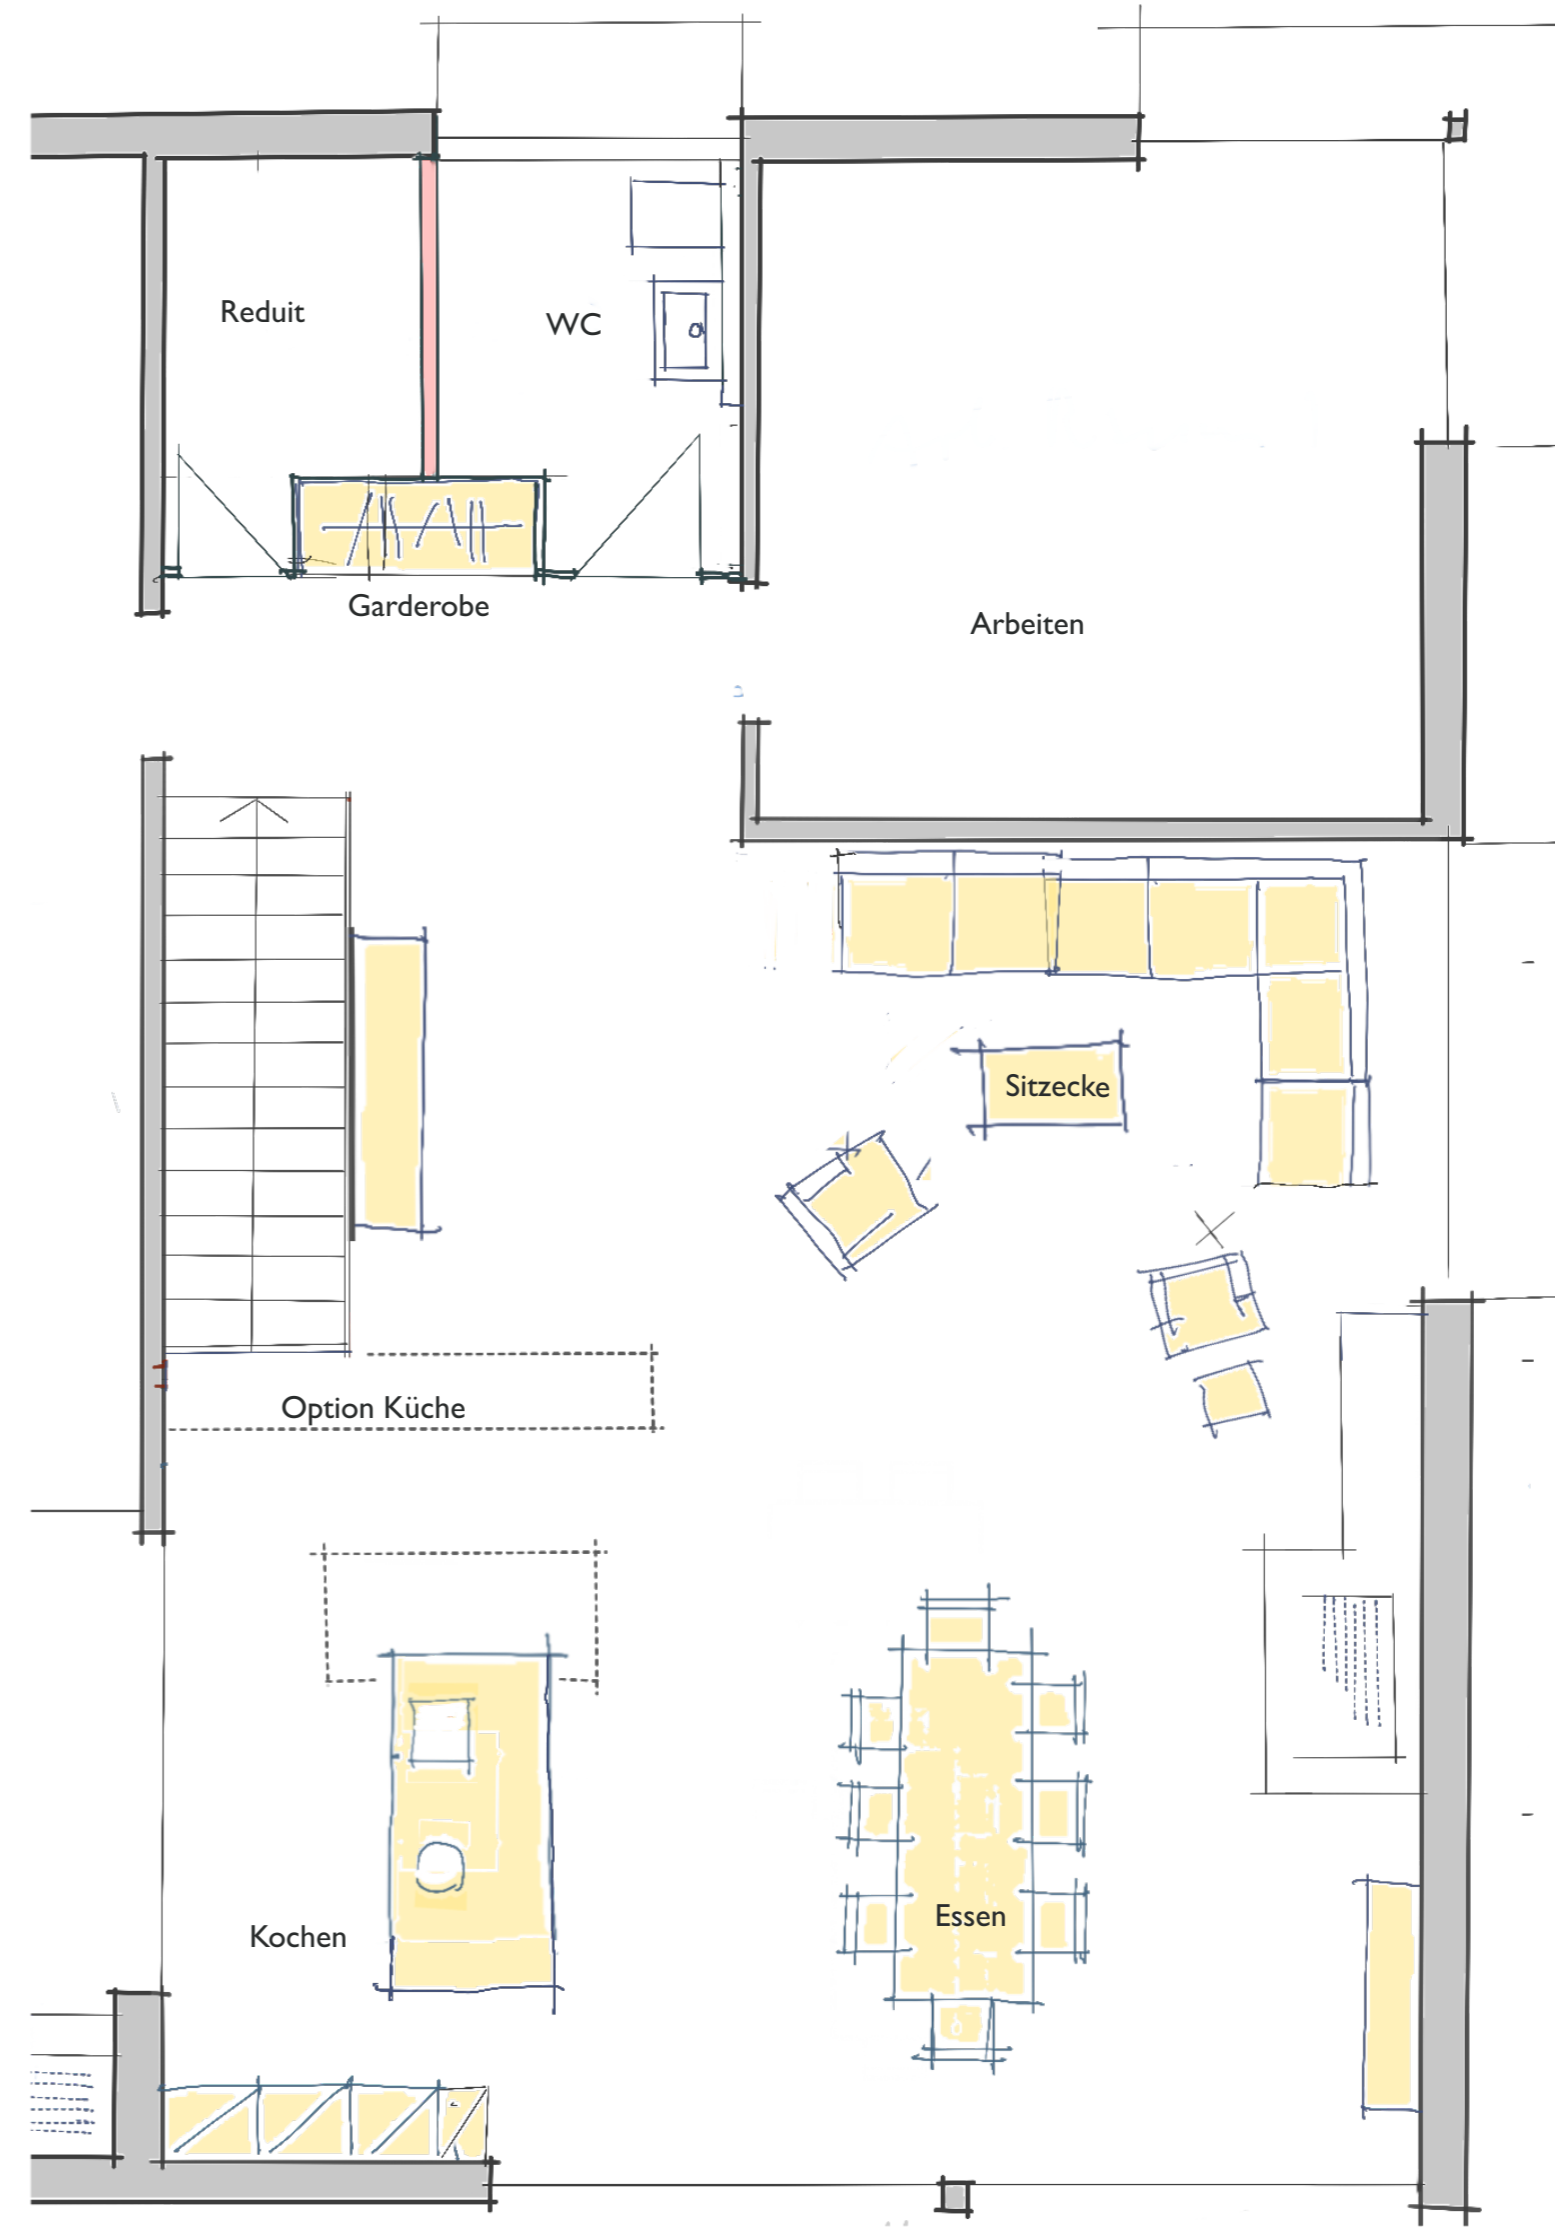 Reduit
WC
Garderobe
Arbeiten
Sitzecke
Option Küche
Essen
Kochen